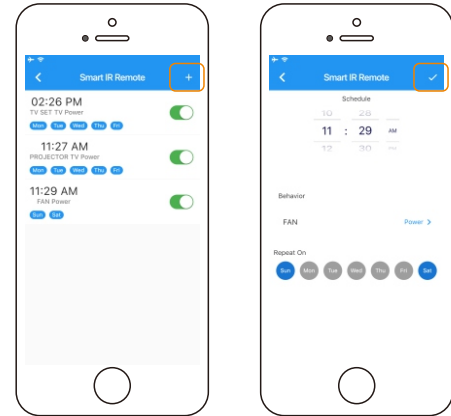 Smart IR Remote +
02:26 PM
TV SET TV Power
Mon Tue Wed Thu Fri
11:27 AM
PROJECTOR TV Power
Mon Tue Wed Thu Fri
11:29 AM
FAN Power
Sun Sat
Smart IR Remote
Schedule
10 28
11 : 29 AM
12 30 PM
Behavior
FAN Power >
Repeat On
Sun Mon Tue Wed Thu Fri Sat